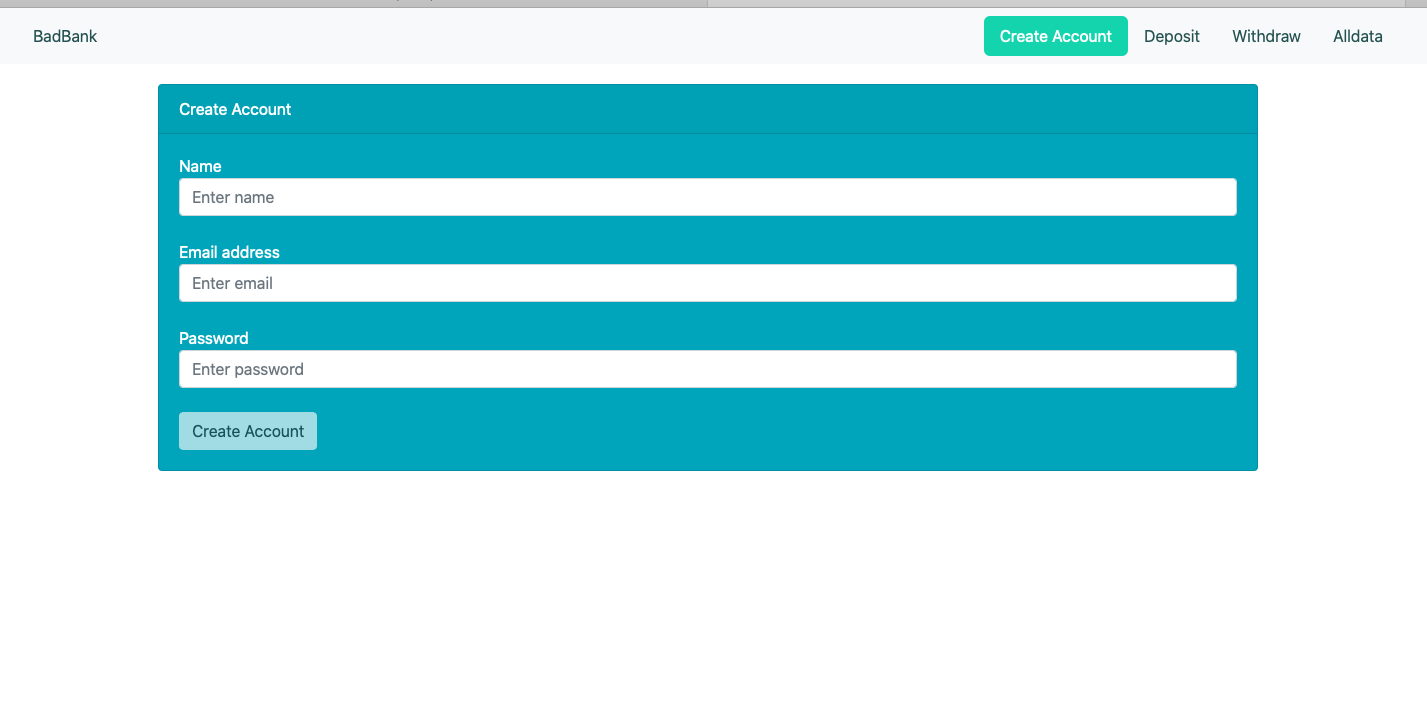 BadBank Create Account Deposit Withdraw Alldata
Create Account
Name
Enter name
Email address
Enter email
Password
Enter password
Create Account